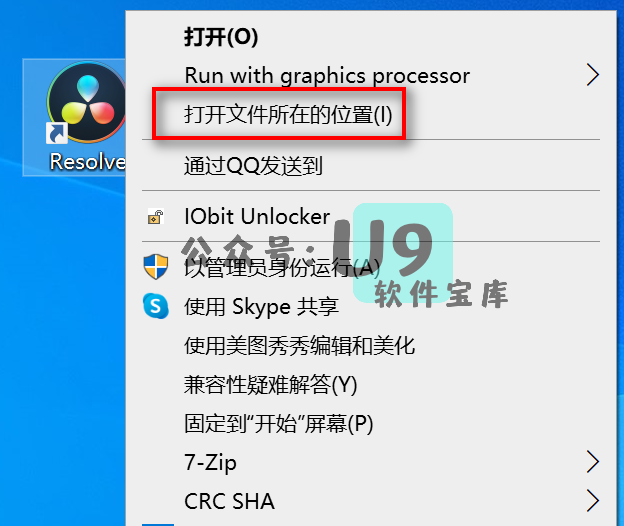 打开(O)
Run with graphics processor
打开文件所在的位置(I)
Resolve
通过QQ发送到
IObit Unlocker
公众号：U9
软件宝库
以管理员身份运行(A)
使用 Skype 共享
使用美图秀秀编辑和美化
兼容性疑难解答(Y)
固定到“开始”屏幕(P)
7-Zip
CRC SHA